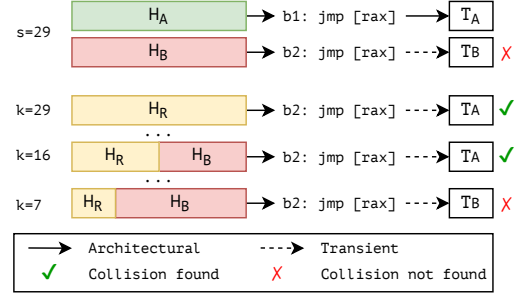 s=29
H_A b1: jmp [rax] T_A
H_B b2: jmp [rax] T_B ✗
k=29 H_R b2: jmp [rax] T_A ✓
...
k=16 H_R H_B b2: jmp [rax] T_A ✓
...
k=7 H_R H_B b2: jmp [rax] T_B ✗
Architectural Transient
✓ Collision found ✗ Collision not found